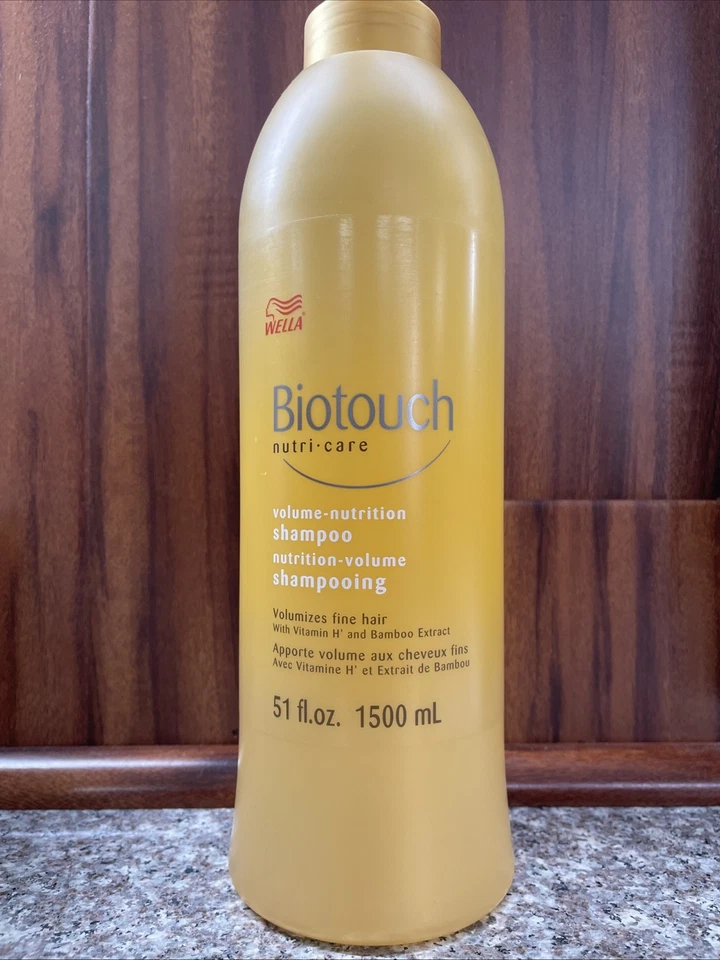 WELLA
Biotouch
nutri·care
volume-nutrition
shampoo
nutrition-volume
shampooing
Volumizes fine hair
With Vitamin H' and Bamboo Extract
Apporte volume aux cheveux fins
Avec Vitamine H' et Extrait de Bambou
51 fl.oz. 1500 mL